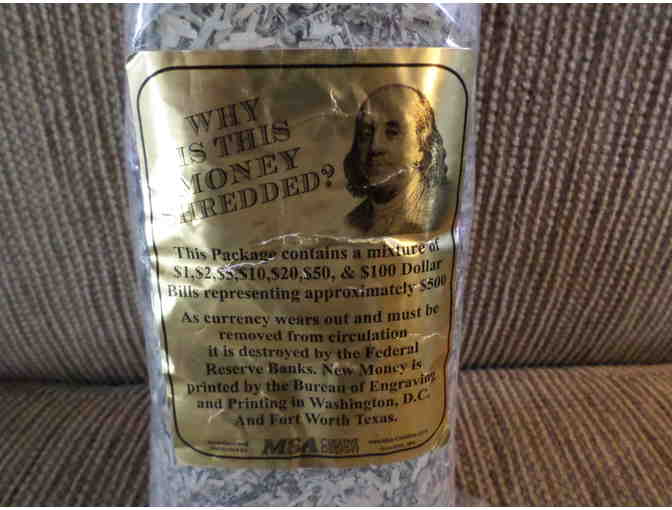 WHY
IS THIS
MONEY
SHREDDED?
This Package contains a mixture of
$1,$2,$5,$10,$20,$50, & $100 Dollar
Bills representing approximately $500
As currency wears out and must be
removed from circulation
it is destroyed by the Federal
Reserve Banks. New Money is
printed by the Bureau of Engraving
and Printing in Washington, D.C.
And Fort Worth Texas.
MSA